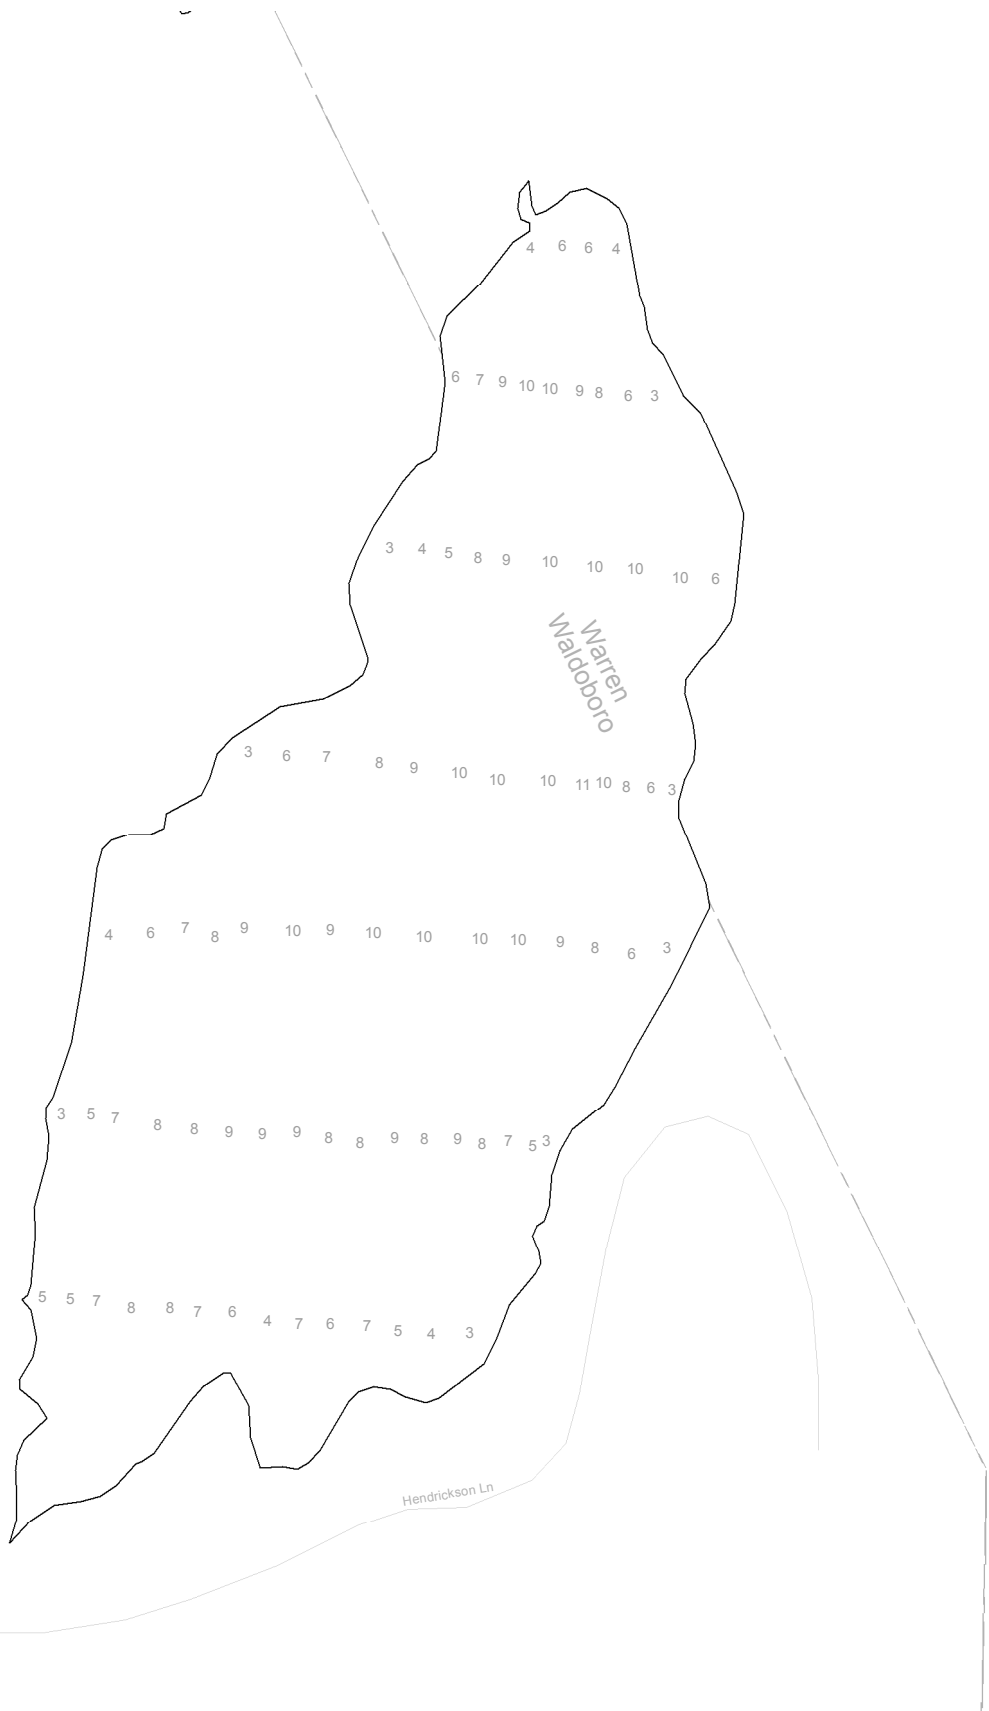 4 6 6 4
6 7 9 10 10 9 8 6 3
3 4 5 8 9 10 10 10 10 6
Warren
Waldoboro
3 6 7 8 9 10 10 10 11 10 8 6 3
4 6 7 8 9 10 9 10 10 10 10 9 8 6 3
3 5 7 8 8 9 9 9 8 8 9 8 9 8 7 5 3
5 5 7 8 8 7 6 4 7 6 7 5 4 3
Hendrickson Ln